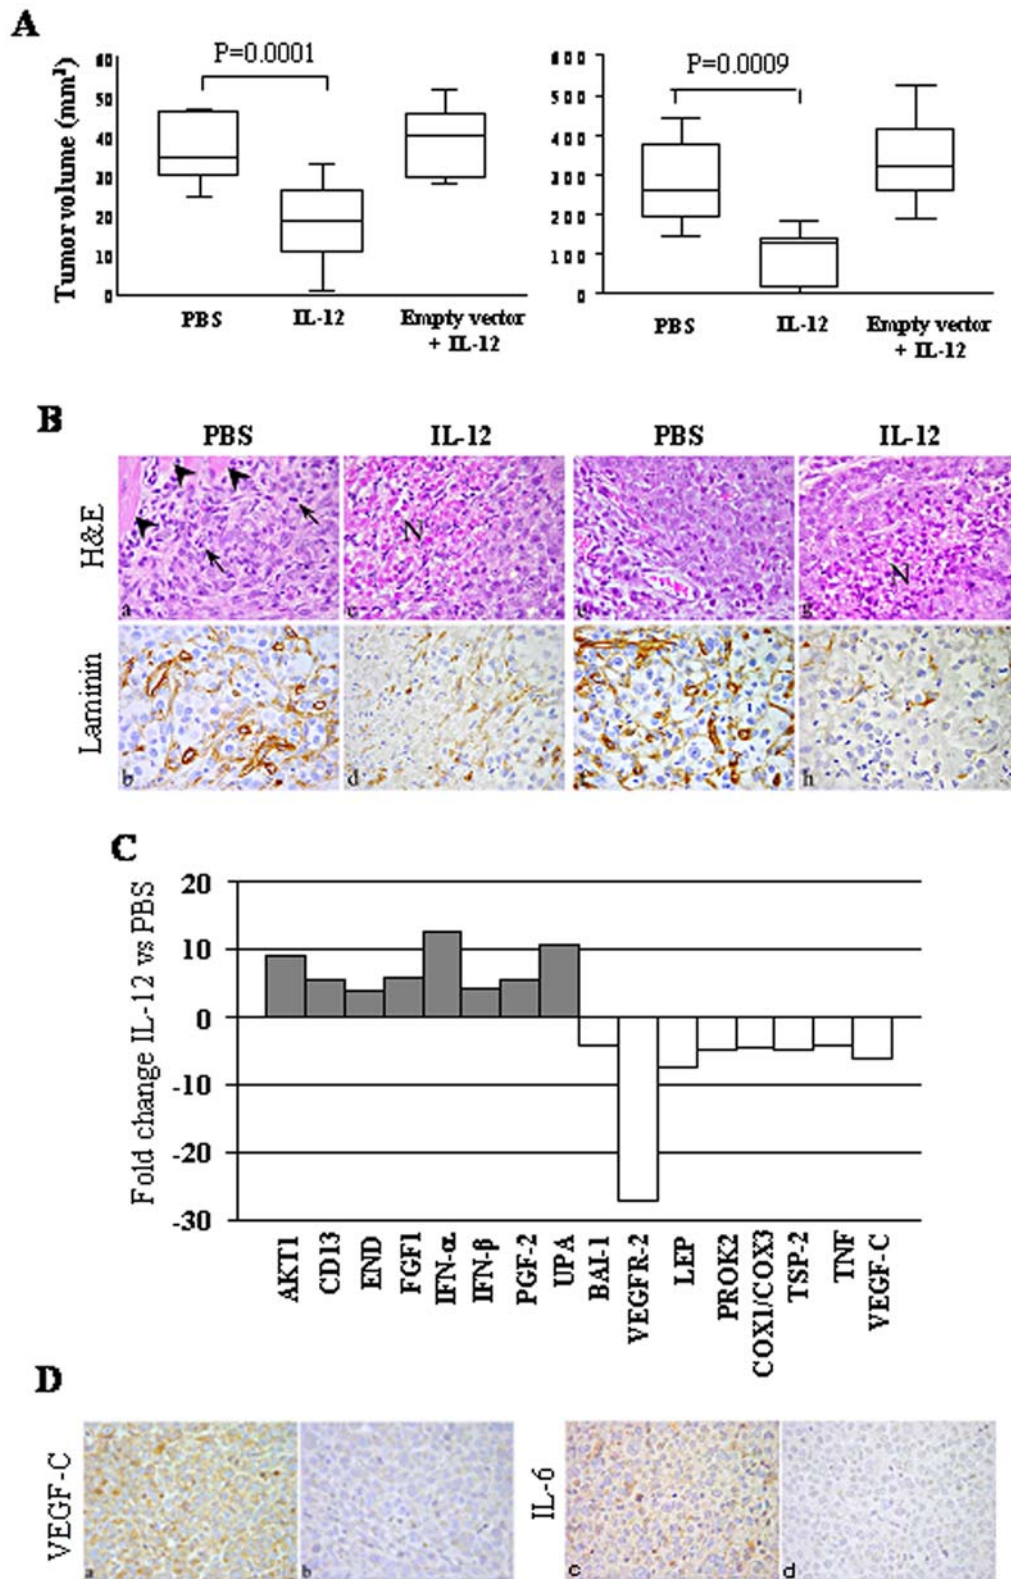 A
P=0.0001
P=0.0009
Tumor volume (mm³)
60
50
40
30
20
10
0
600
500
400
300
200
100
0
PBS
IL-12
Empty vector
+ IL-12
PBS
IL-12
Empty vector
+ IL-12
B
PBS
IL-12
PBS
IL-12
H&E
N
N
a
c
e
g
Laminin
b
d
f
h
C
Fold change IL-12 vs PBS
20
10
0
-10
-20
-30
AKT1
CD13
END
FGF1
IFN-α
IFN-β
PGF-2
UPA
BAI-1
VEGFR-2
LEP
PROK2
COX1/COX3
TSP-2
TNF
VEGF-C
D
VEGF-C
a
b
IL-6
c
d